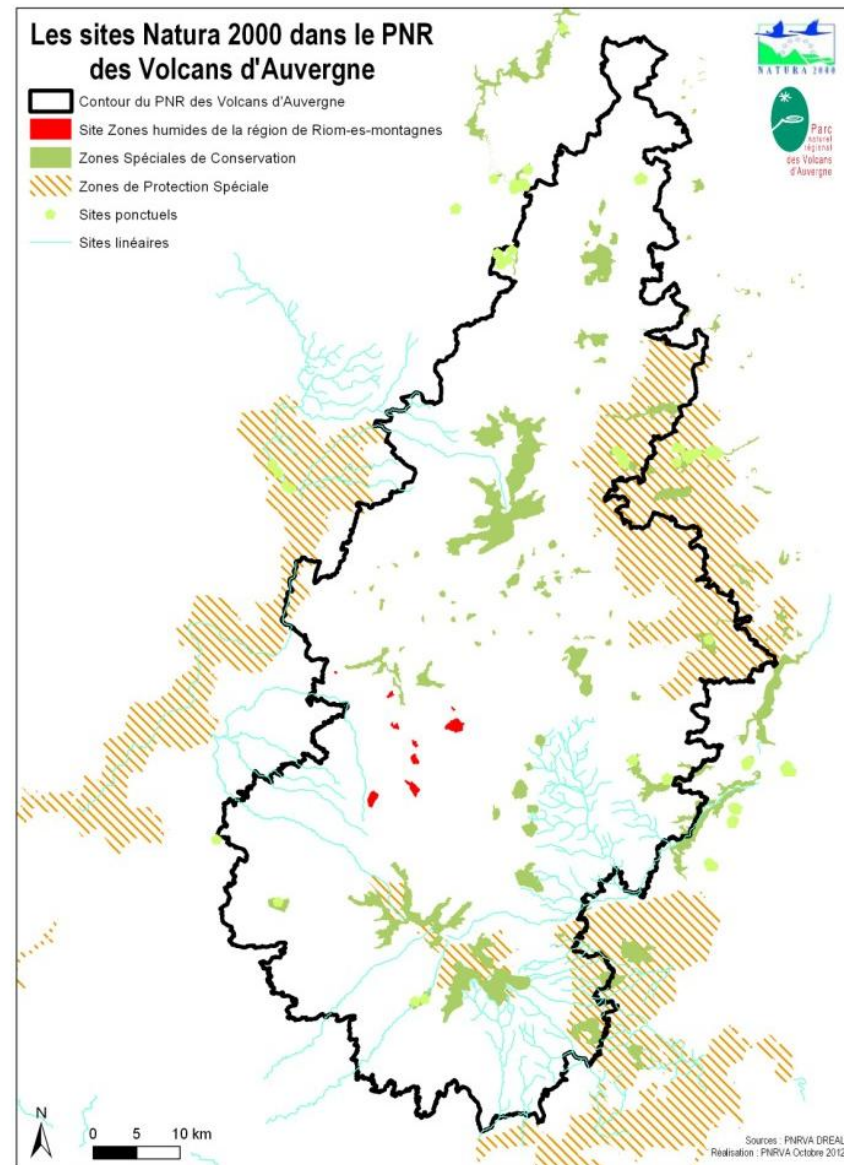 Les sites Natura 2000 dans le PNR
des Volcans d'Auvergne
Contour du PNR des Volcans d'Auvergne
Site Zones humides de la région de Riom-es-montagnes
Zones Spéciales de Conservation
Zones de Protection Spéciale
Sites ponctuels
Sites linéaires
NATURA 2000
Parc
naturel
régional
des Volcans
d'Auvergne
N
0 5 10 km
Sources : PNRVA DREAL
Réalisation : PNRVA Octobre 2012